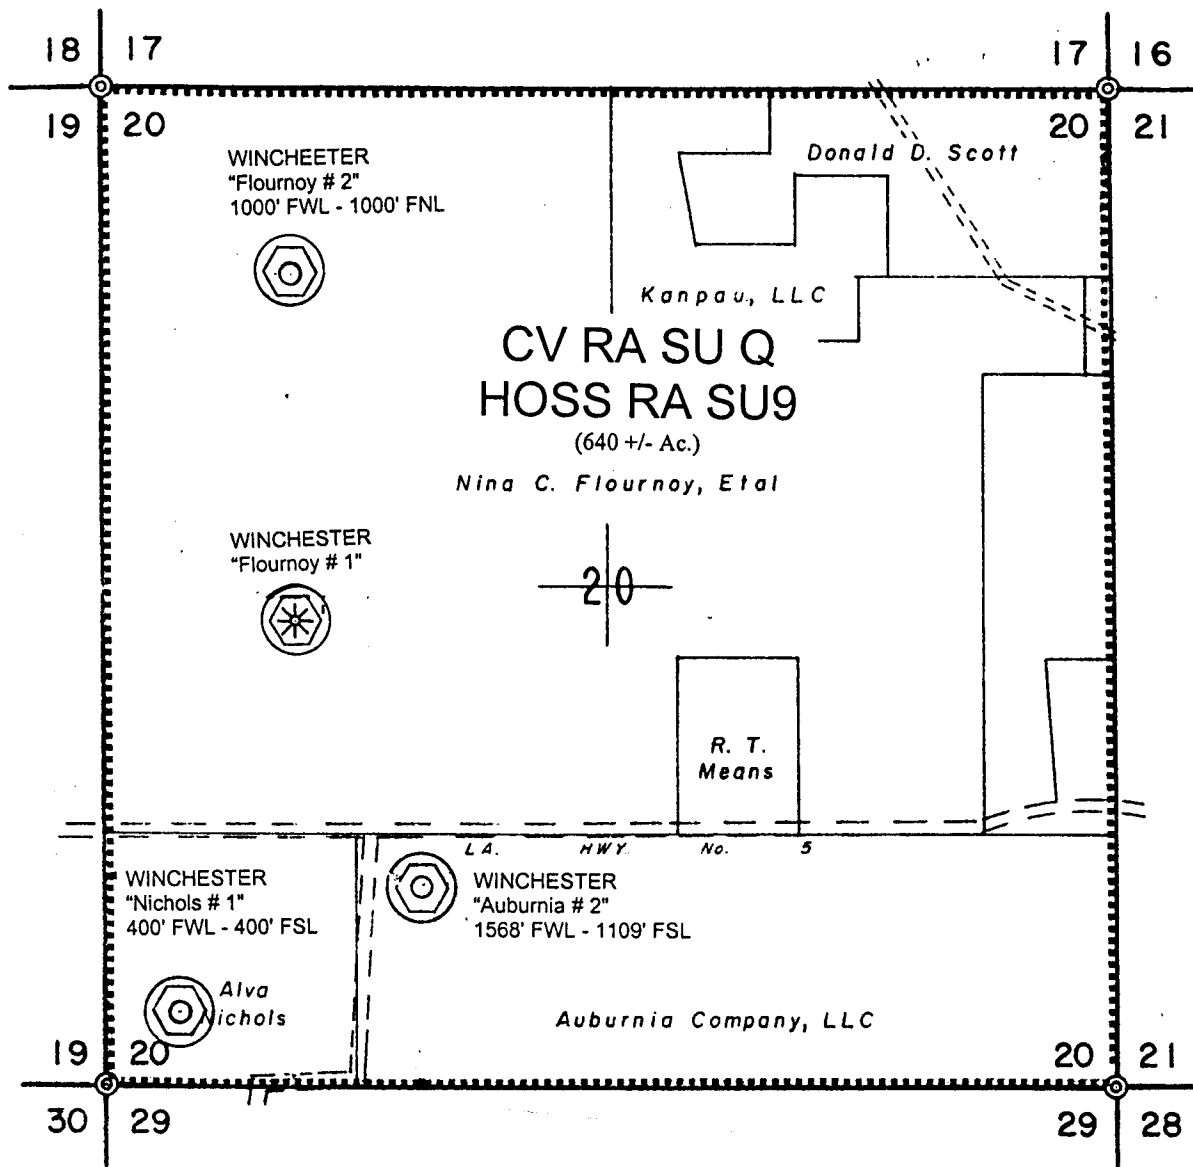 18 17
17 16
19 20
20 21
WINCHEETER
"Flournoy # 2"
1000' FWL - 1000' FNL
Donald D. Scott
Kanpau, LLC
CV RA SU Q
HOSS RA SU9
(640 +/- Ac.)
Nina C. Flournoy, Etal
WINCHESTER
"Flournoy # 1"
20
R. T.
Means
LA. HWY. No. 5
WINCHESTER
"Nichols # 1"
400' FWL - 400' FSL
WINCHESTER
"Auburnia # 2"
1568' FWL - 1109' FSL
Alva
Nichols
Auburnia Company, LLC
19 20
20 21
30 29
29 28